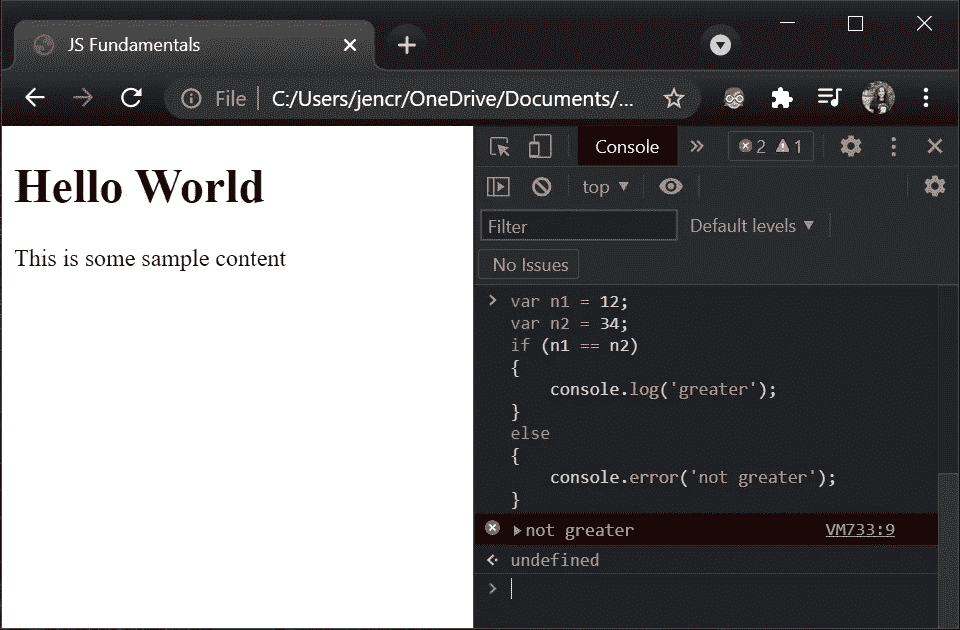 JS Fundamentals
File C:/Users/jencr/OneDrive/Documents/...
Hello World
This is some sample content
Console 2 1
top
Filter Default levels
No Issues
var n1 = 12;
var n2 = 34;
if (n1 == n2)
{
    console.log('greater');
}
else
{
    console.error('not greater');
}
not greater VM733:9
undefined